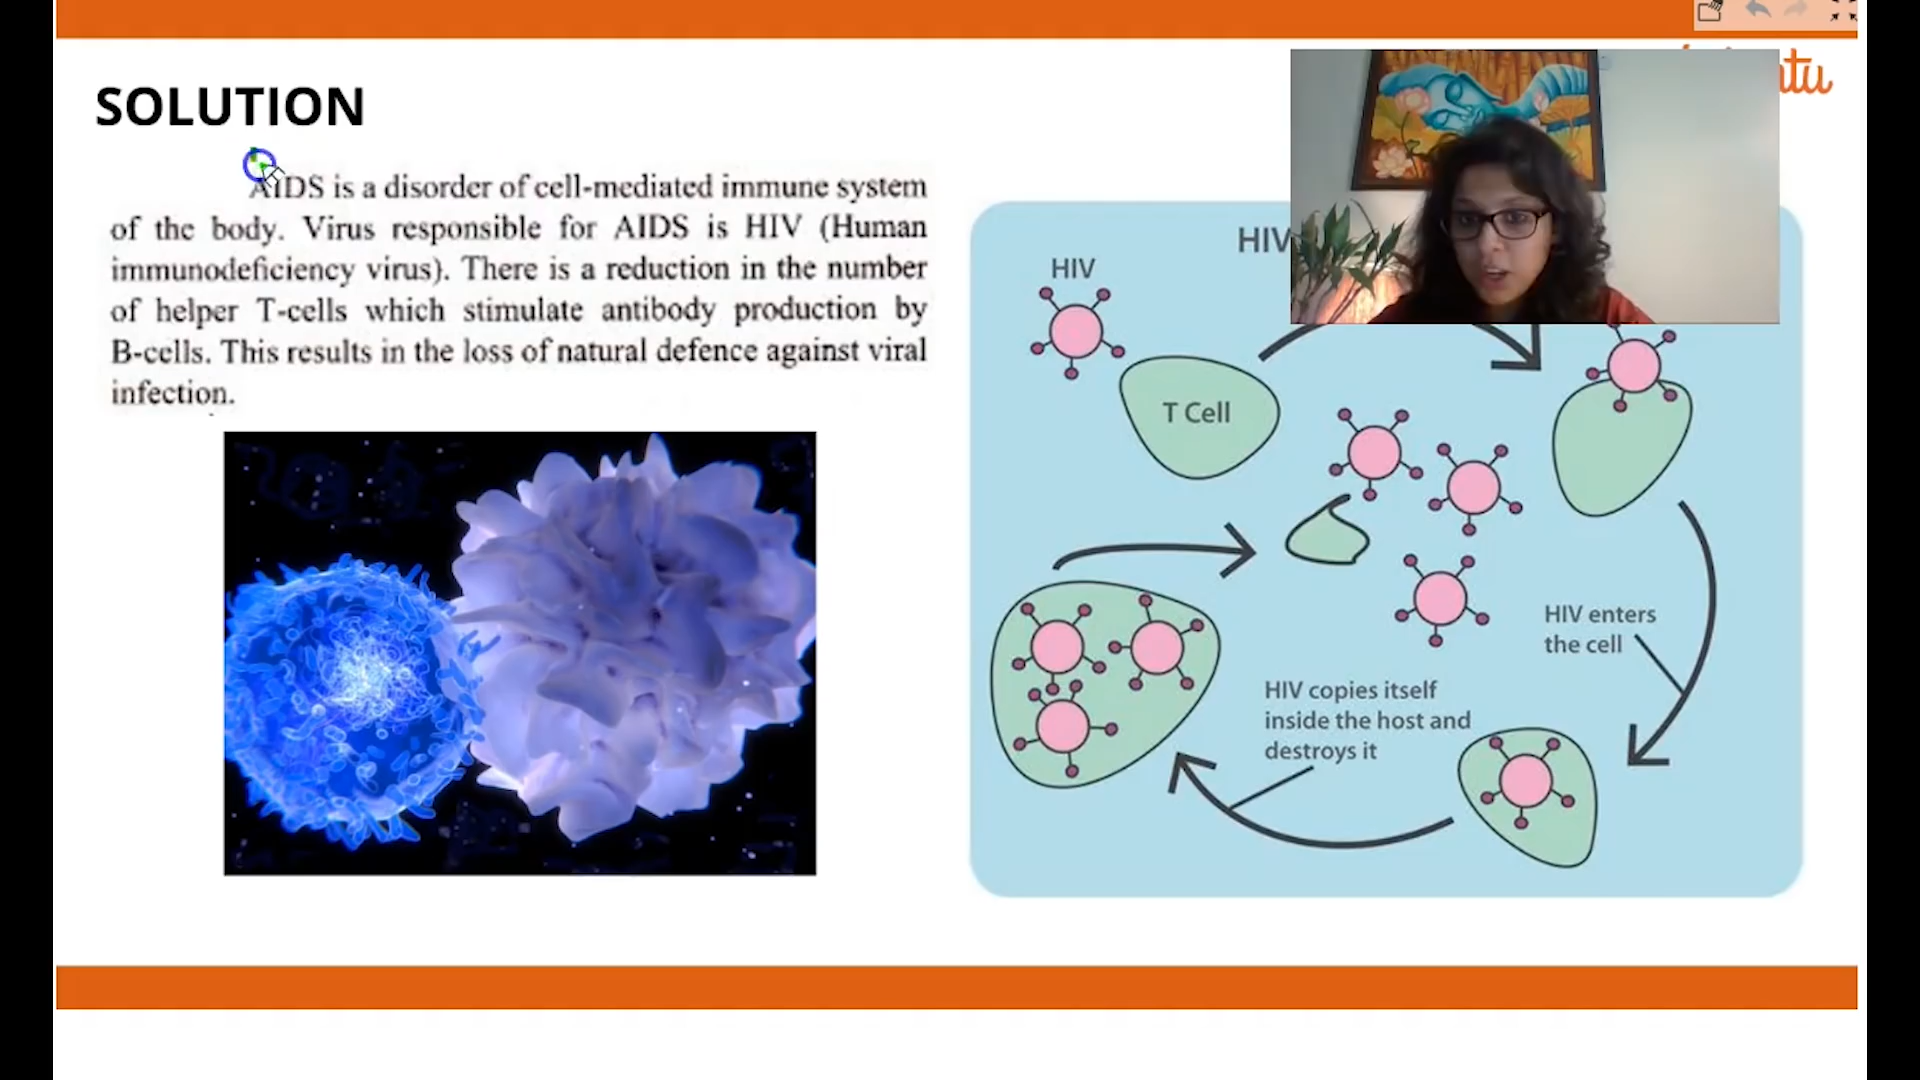 SOLUTION
AIDS is a disorder of cell-mediated immune system
of the body. Virus responsible for AIDS is HIV (Human
immunodeficiency virus). There is a reduction in the number
of helper T-cells which stimulate antibody production by
B-cells. This results in the loss of natural defence against viral
infection.
HIV
HIV
T Cell
HIV enters
the cell
HIV copies itself
inside the host and
destroys it